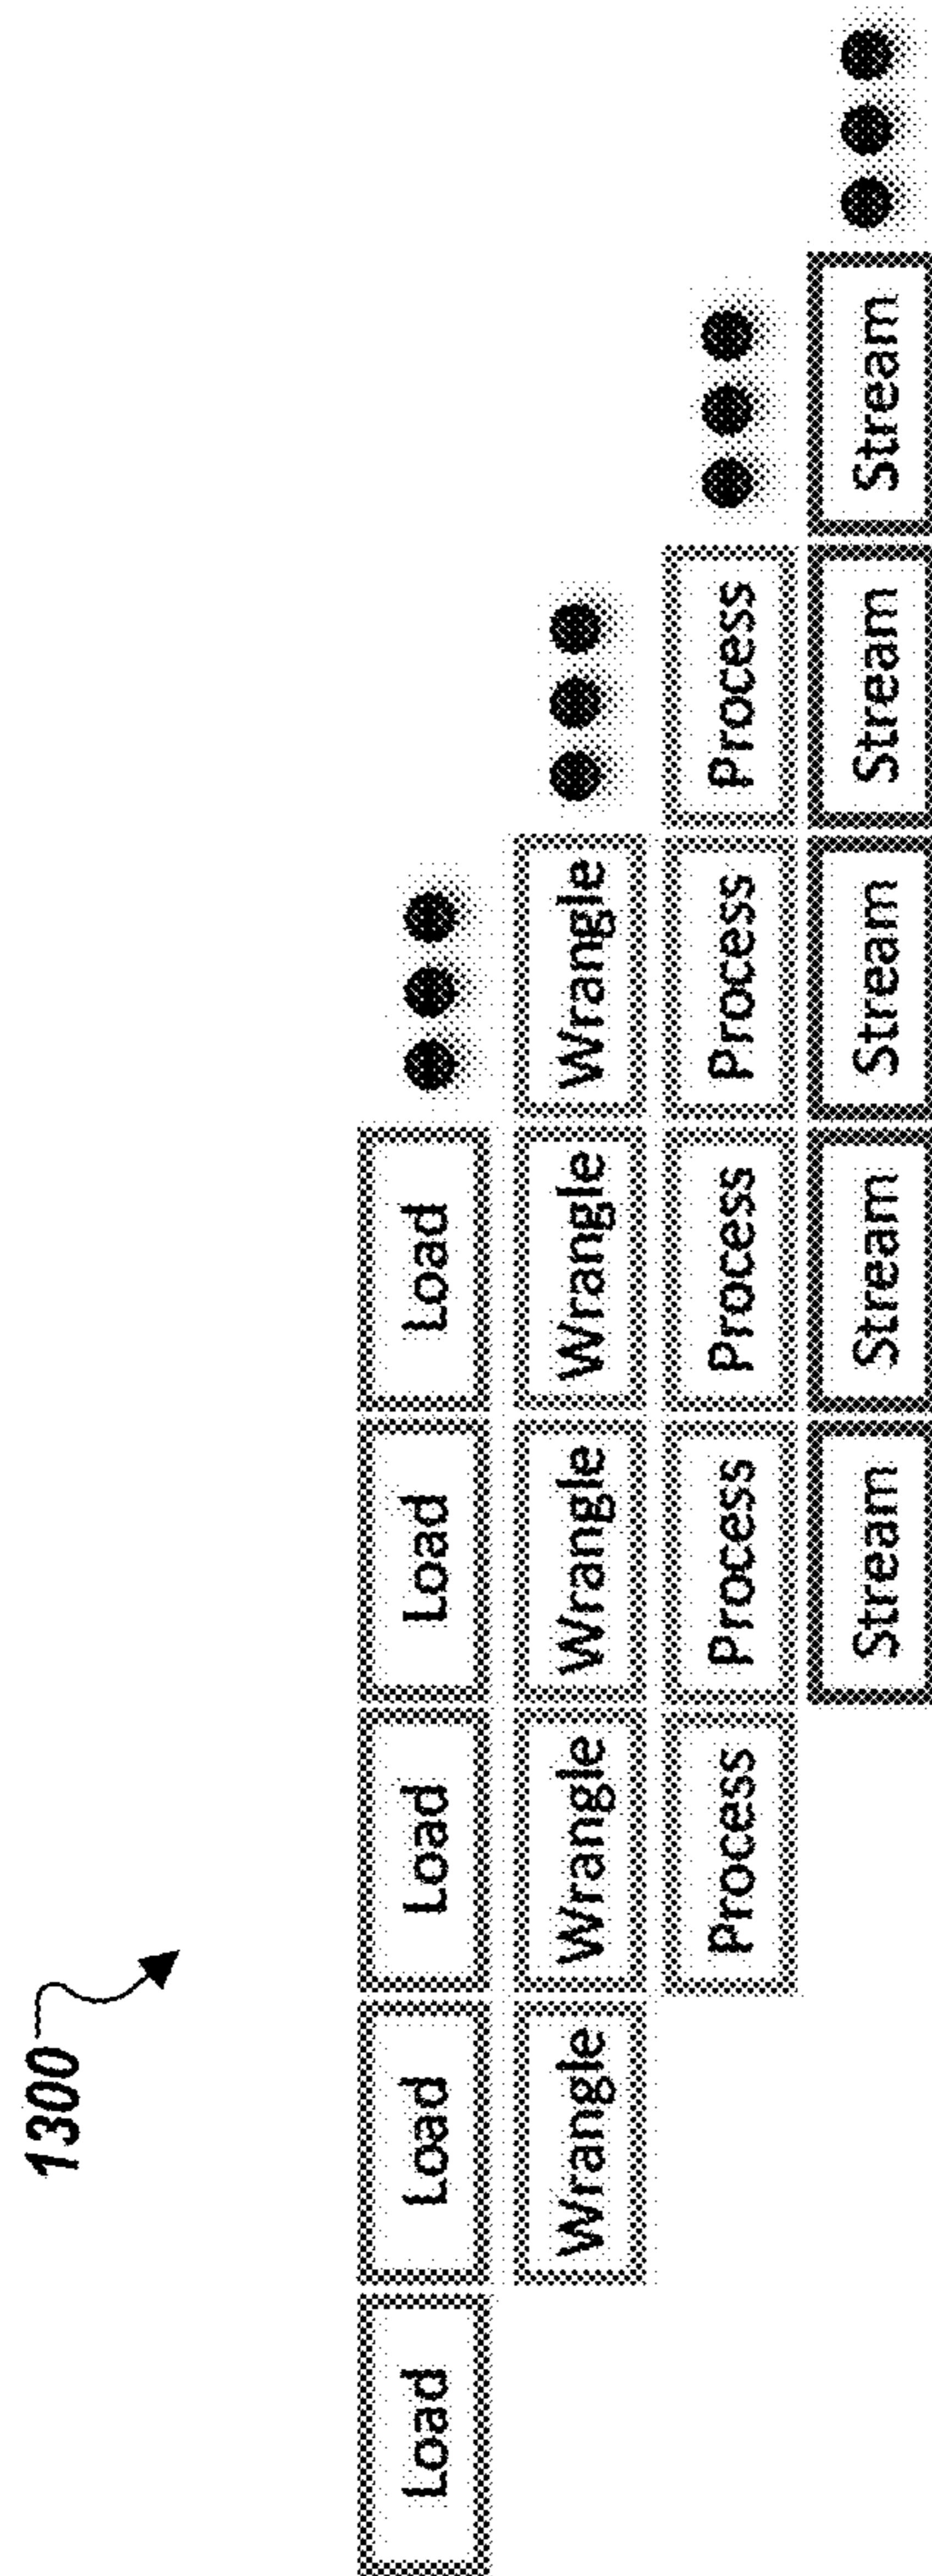 1300
Load Load Load Load Load
Wrangle Wrangle Wrangle Wrangle Wrangle
Process Process Process Process Process
Stream Stream Stream Stream Stream